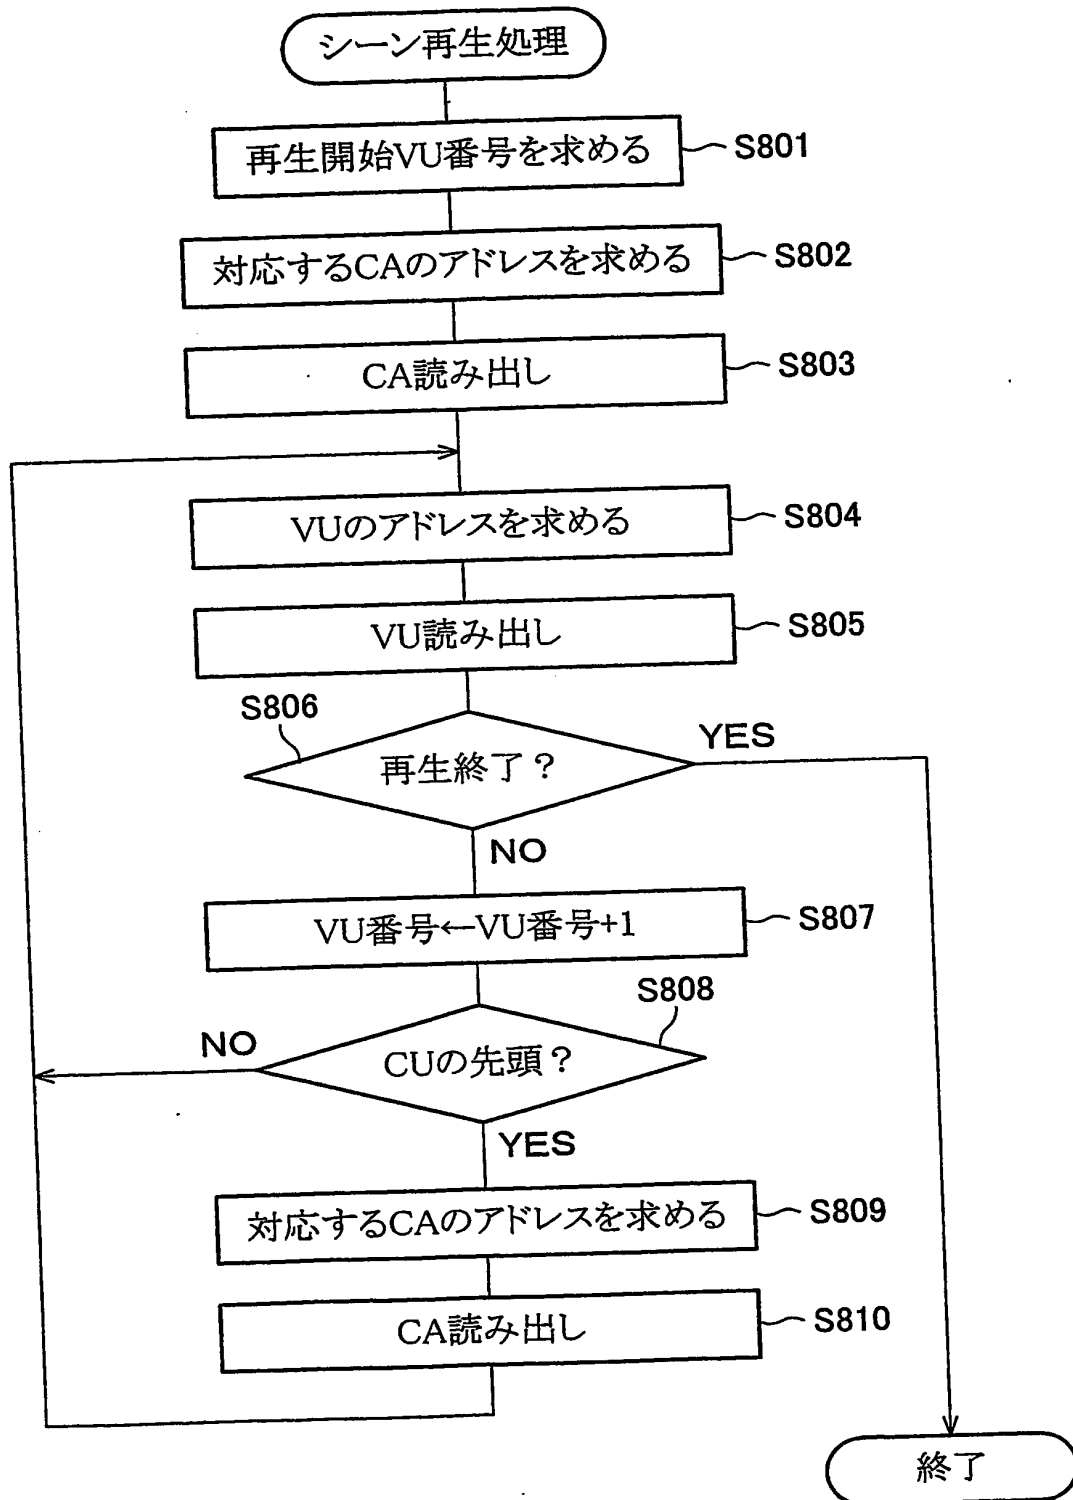 シーン再生処理
再生開始VU番号を求める
S801
対応するCAのアドレスを求める
S802
CA読み出し
S803
VUのアドレスを求める
S804
VU読み出し
S805
S806
再生終了?
YES
NO
VU番号←VU番号+1
S807
S808
CUの先頭?
NO
YES
対応するCAのアドレスを求める
S809
CA読み出し
S810
終了